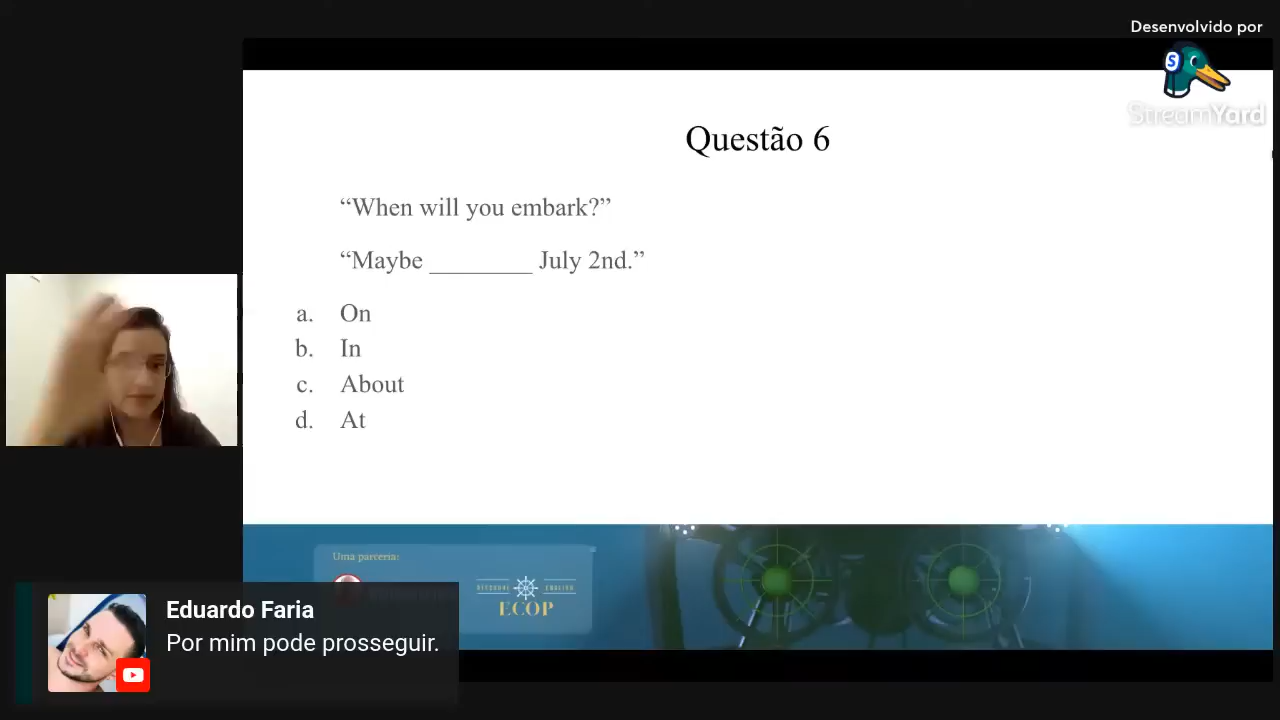 Desenvolvido por
StreamYard
Questão 6
“When will you embark?”
“Maybe ________ July 2nd.”
a. On
b. In
c. About
d. At
Uma parceria:
ENGLISH
ECOP
Eduardo Faria
Por mim pode prosseguir.